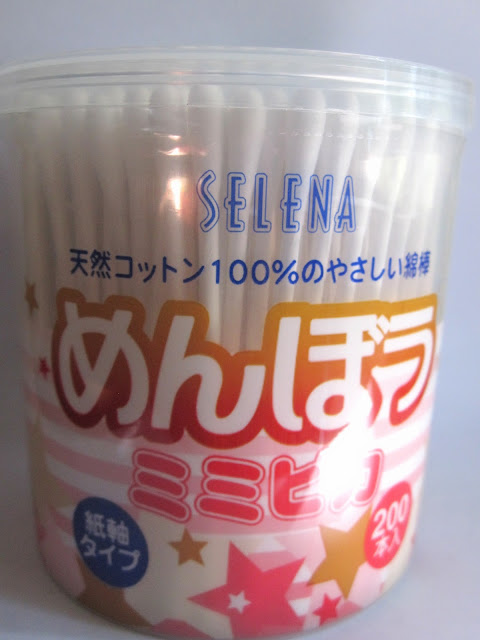 SELENA
天然コットン100%のやさしい綿棒
めんぼう
ミミピカ
紙軸
タイプ
200
本入